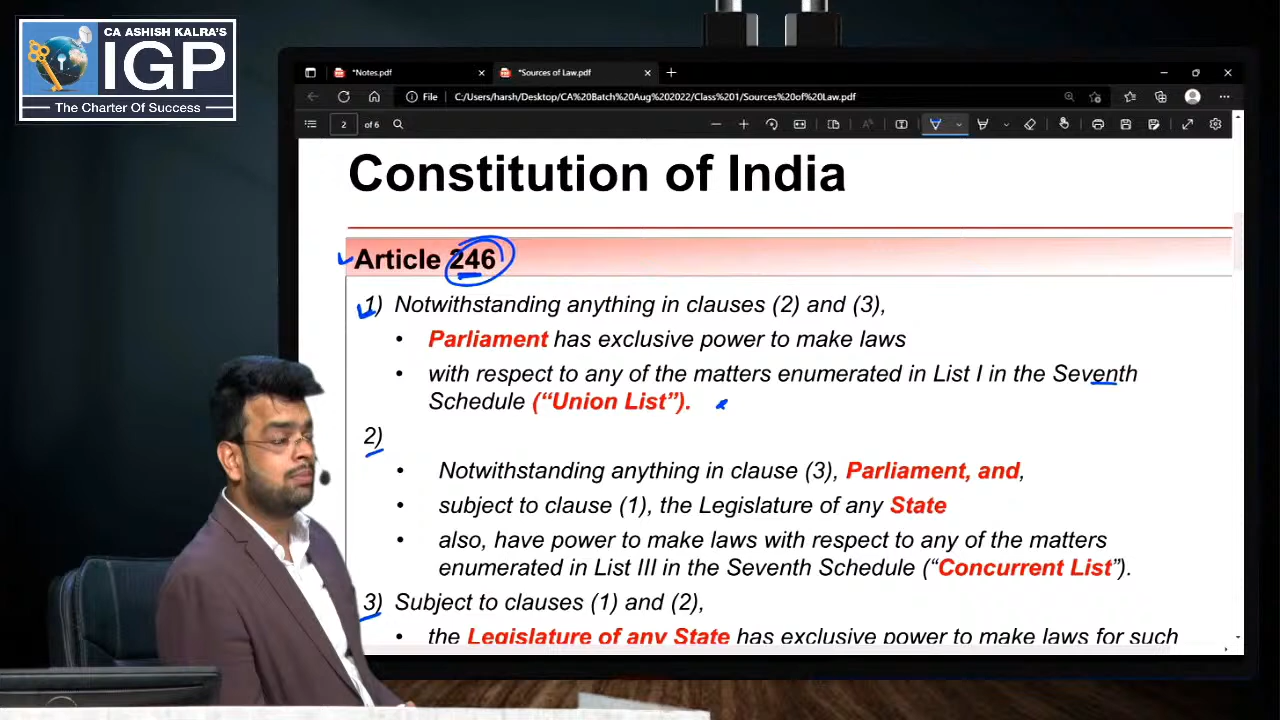 CA ASHISH KALRA'S
IGP
The Charter Of Success
*Notes.pdf
*Sources of Law.pdf
File
C:/Users/harsh/Desktop/CA%20Batch%20Aug%202022/Class%201/Sources%20of%20Law.pdf
2
of 6
Constitution of India
Article 246
1) Notwithstanding anything in clauses (2) and (3),
• Parliament has exclusive power to make laws
• with respect to any of the matters enumerated in List I in the Seventh
Schedule (“Union List”).
2)
• Notwithstanding anything in clause (3), Parliament, and,
• subject to clause (1), the Legislature of any State
• also, have power to make laws with respect to any of the matters
enumerated in List III in the Seventh Schedule (“Concurrent List”).
3) Subject to clauses (1) and (2),
• the Legislature of any State has exclusive power to make laws for such